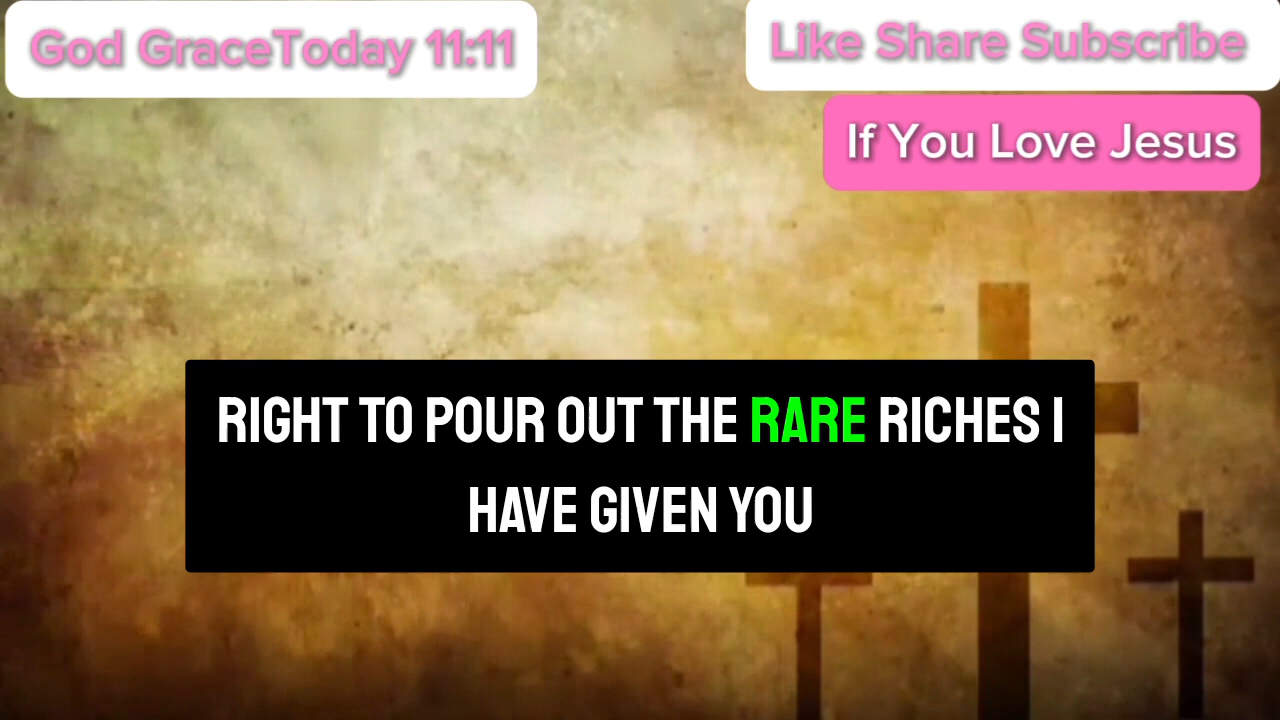 God GraceToday 11:11
Like Share Subscribe
If You Love Jesus
RIGHT TO POUR OUT THE RARE RICHES I
HAVE GIVEN YOU